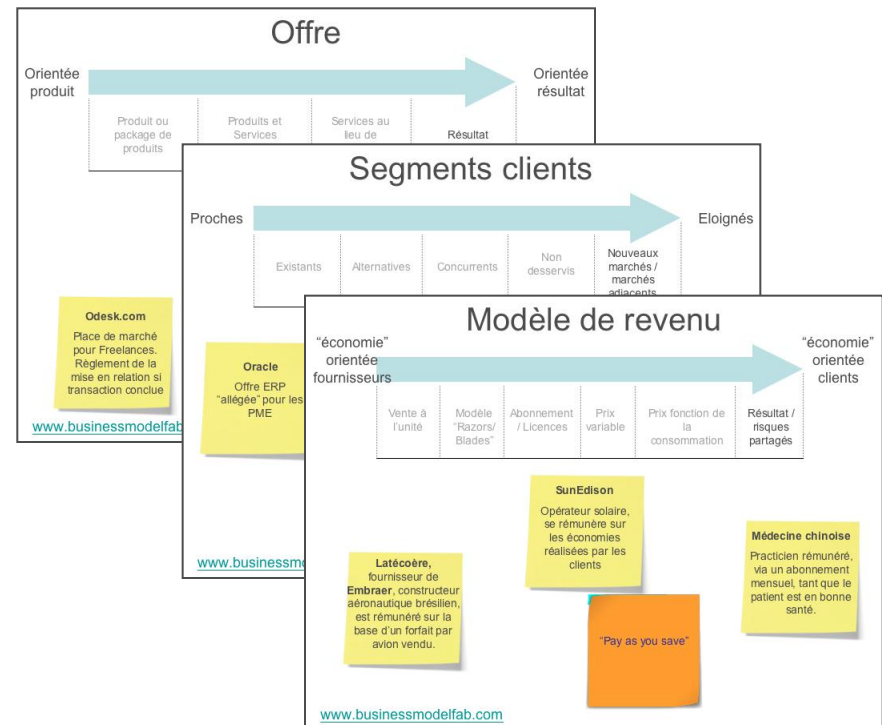 Offre
Orientée
produit
Orientée
résultat
Produit ou
package de
produits
Produits et
Services
Services au
lieu de
Résultat
Odesk.com
Place de marché
pour Freelances.
Règlement de la
mise en relation si
transaction conclue
www.businessmodelfab
Segments clients
Proches
Eloignés
Existants
Alternatives
Concurrents
Non
desservis
Nouveaux
marchés /
marchés
adjacents
Oracle
Offre ERP
"allégée" pour les
PME
www.businessmo
Modèle de revenu
"économie"
orientée
fournisseurs
"économie"
orientée
clients
Vente à
l'unité
Modèle
"Razors/
Blades"
Abonnement
/ Licences
Prix
variable
Prix fonction de
la
consommation
Résultat /
risques
partagés
SunEdison
Opérateur solaire,
se rémunère sur
les économies
réalisées par les
clients
Latécoère,
fournisseur de
Embraer, constructeur
aéronautique brésilien,
est rémunéré sur la
base d'un forfait par
avion vendu.
"Pay as you save"
Médecine chinoise
Practicien rémunéré,
via un abonnement
mensuel, tant que le
patient est en bonne
santé.
www.businessmodelfab.com